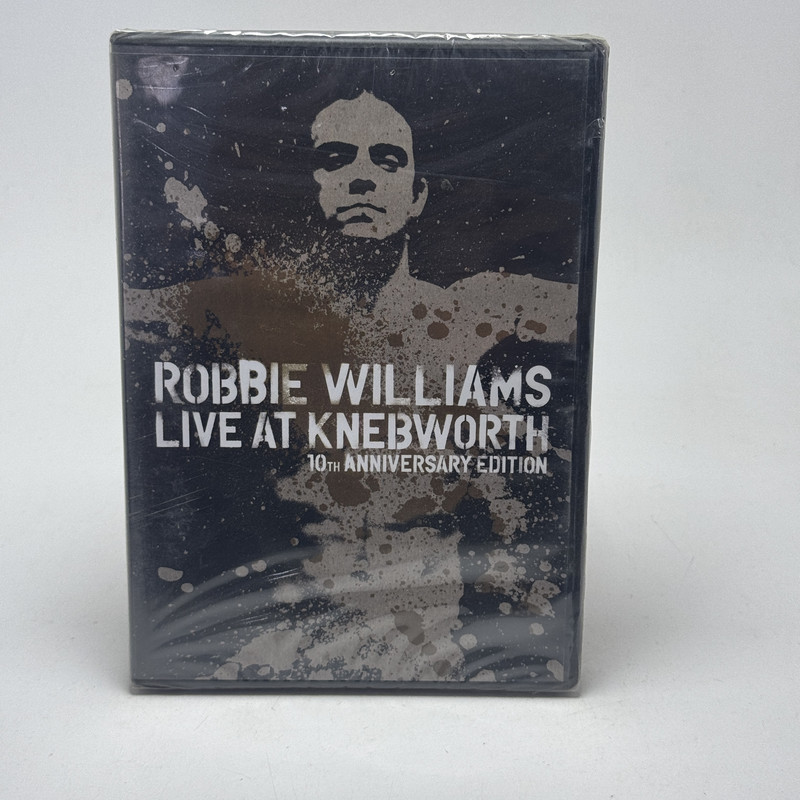 ROBBIE WILLIAMS
LIVE AT KNEBWORTH
10TH ANNIVERSARY EDITION